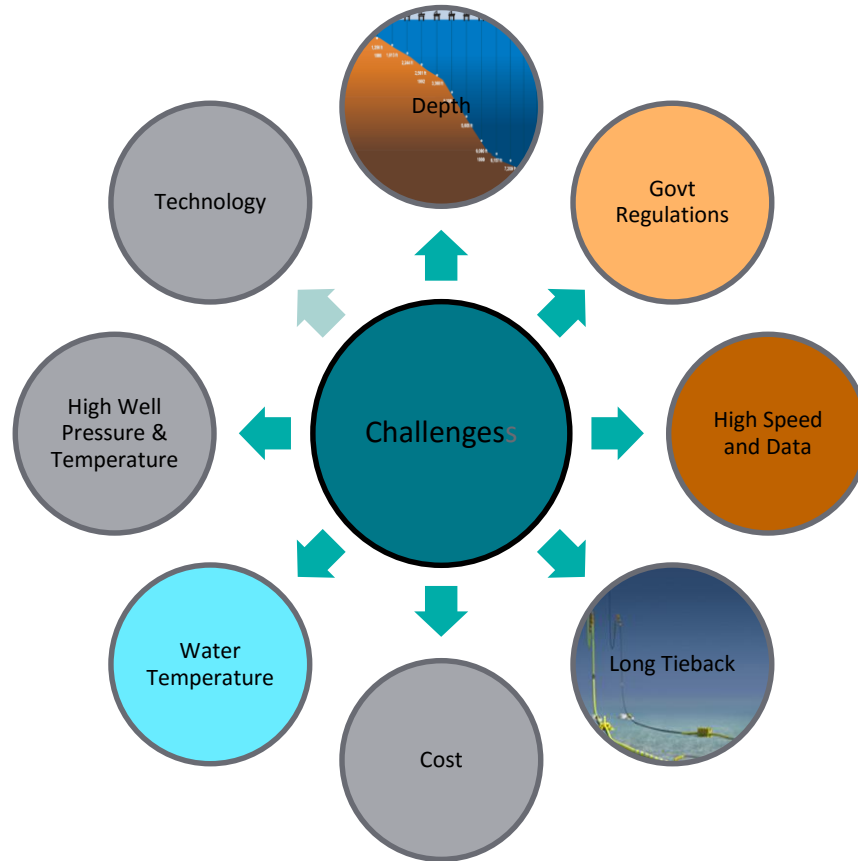 Depth
Govt
Regulations
High Speed
and Data
Long Tieback
Cost
Water
Temperature
High Well
Pressure &
Temperature
Technology
Challengess